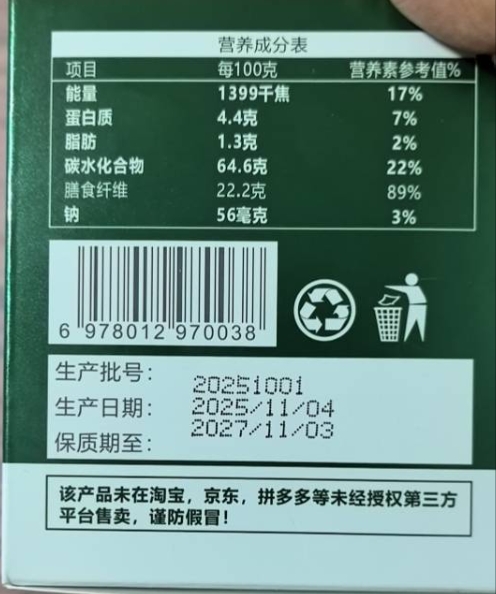 营养成分表
项目 每100克 营养素参考值%
能量 1399千焦 17%
蛋白质 4.4克 7%
脂肪 1.3克 2%
碳水化合物 64.6克 22%
膳食纤维 22.2克 89%
钠 56毫克 3%
6 978012 970038
生产批号: 20251001
生产日期: 2025/11/04
保质期至: 2027/11/03
该产品未在淘宝，京东，拼多多等未经授权第三方
平台售卖，谨防假冒！